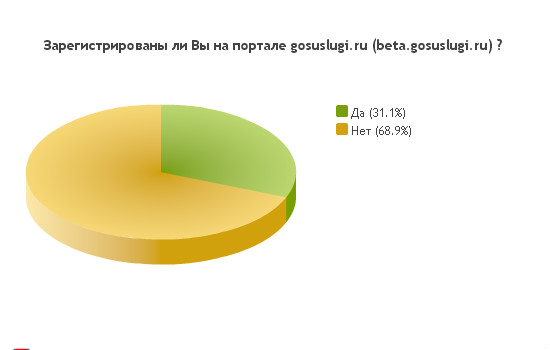 Зарегистрированы ли Вы на портале gosuslugi.ru (beta.gosuslugi.ru) ?
Да (31.1%)
Нет (68.9%)